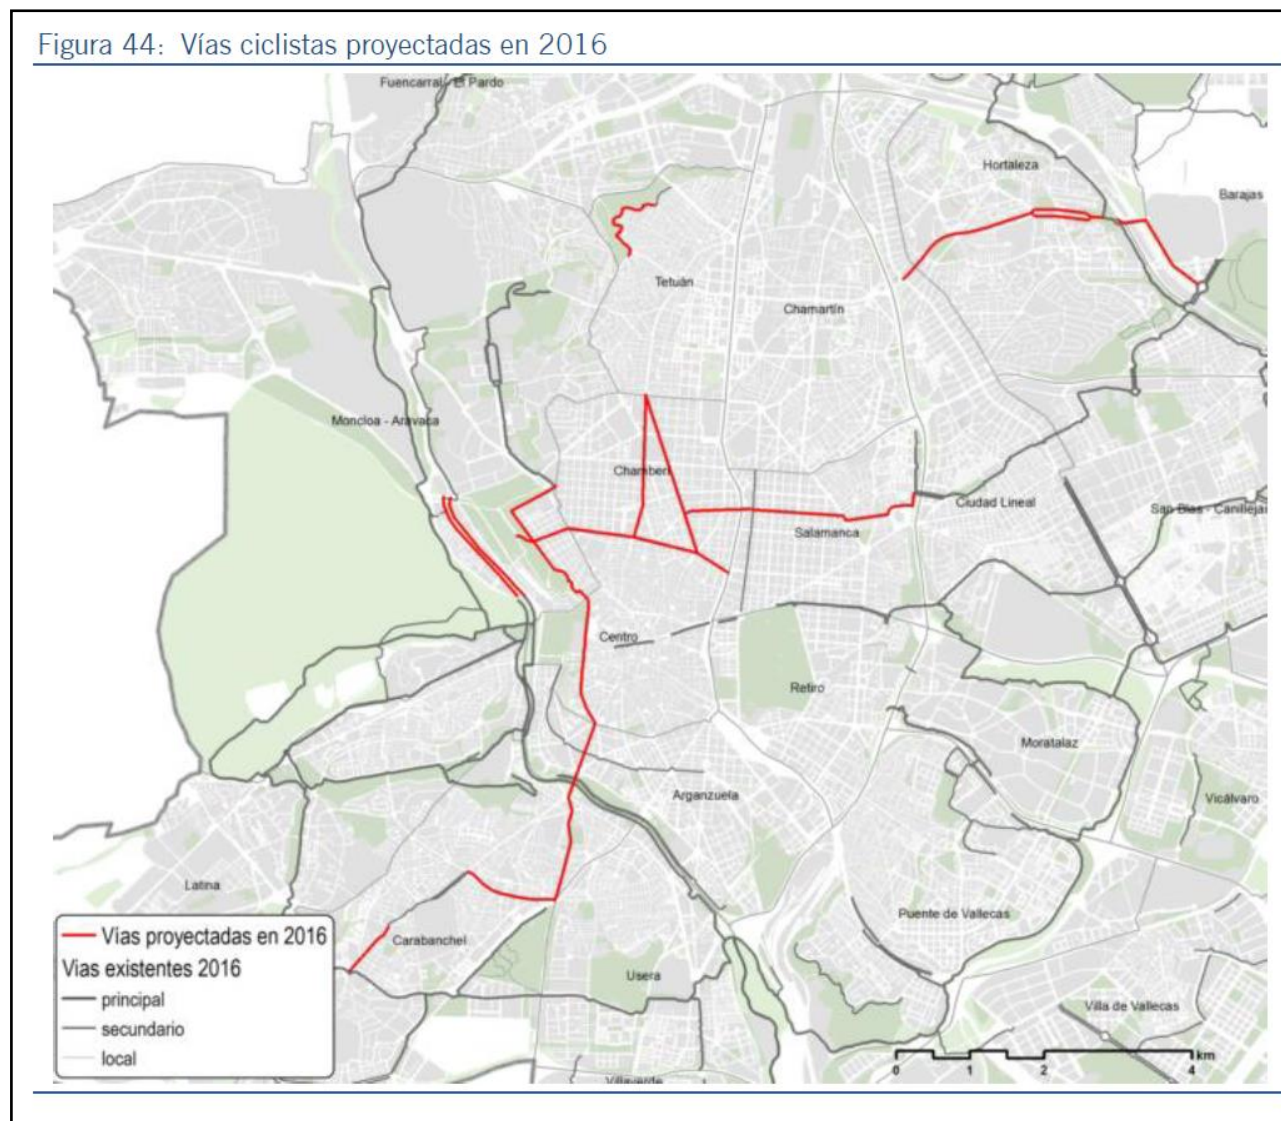 Figura 44: Vías ciclistas proyectadas en 2016
Fuencarral - El Pardo
Hortaleza
Barajas
Tetuán
Chamartín
Moncloa - Aravaca
Chamberí
Ciudad Lineal
San Blas - Canillejas
Salamanca
Centro
Retiro
Moratalaz
Arganzuela
Vicálvaro
Latina
Puente de Vallecas
Carabanchel
Usera
Villa de Vallecas
Villaverde
Vías proyectadas en 2016
Vias existentes 2016
principal
secundario
local
km
0 1 2 4